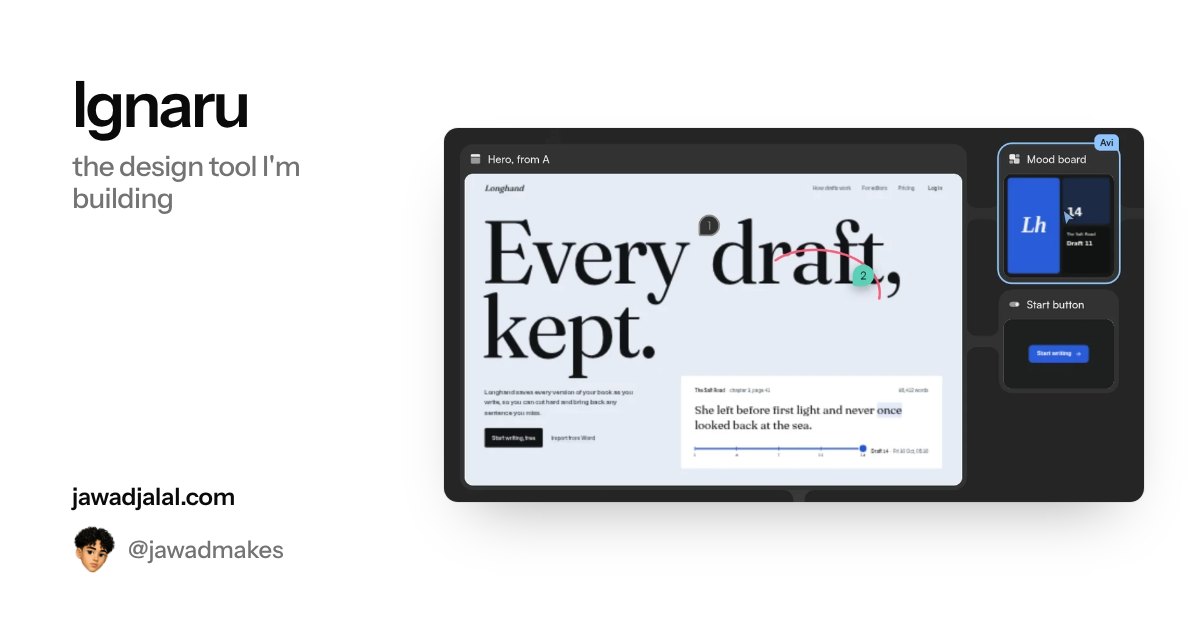 Ignaru
the design tool I'm
building
jawadjalal.com
@jawadmakes
Hero, from A
Longhand
How drafts work
For editors
Pricing
Log in
Every draft,
kept.
1
2
Longhand saves every version of your book as you
write, so you can cut hard and bring back any
sentence you miss.
Start writing, free
Import from Word
The Salt Road chapter 3, page 41
She left before first light and never once
looked back at the sea.
Draft 14
Avi
Mood board
Lh
14
The Salt Road
Draft 11
Start button
Start writing →